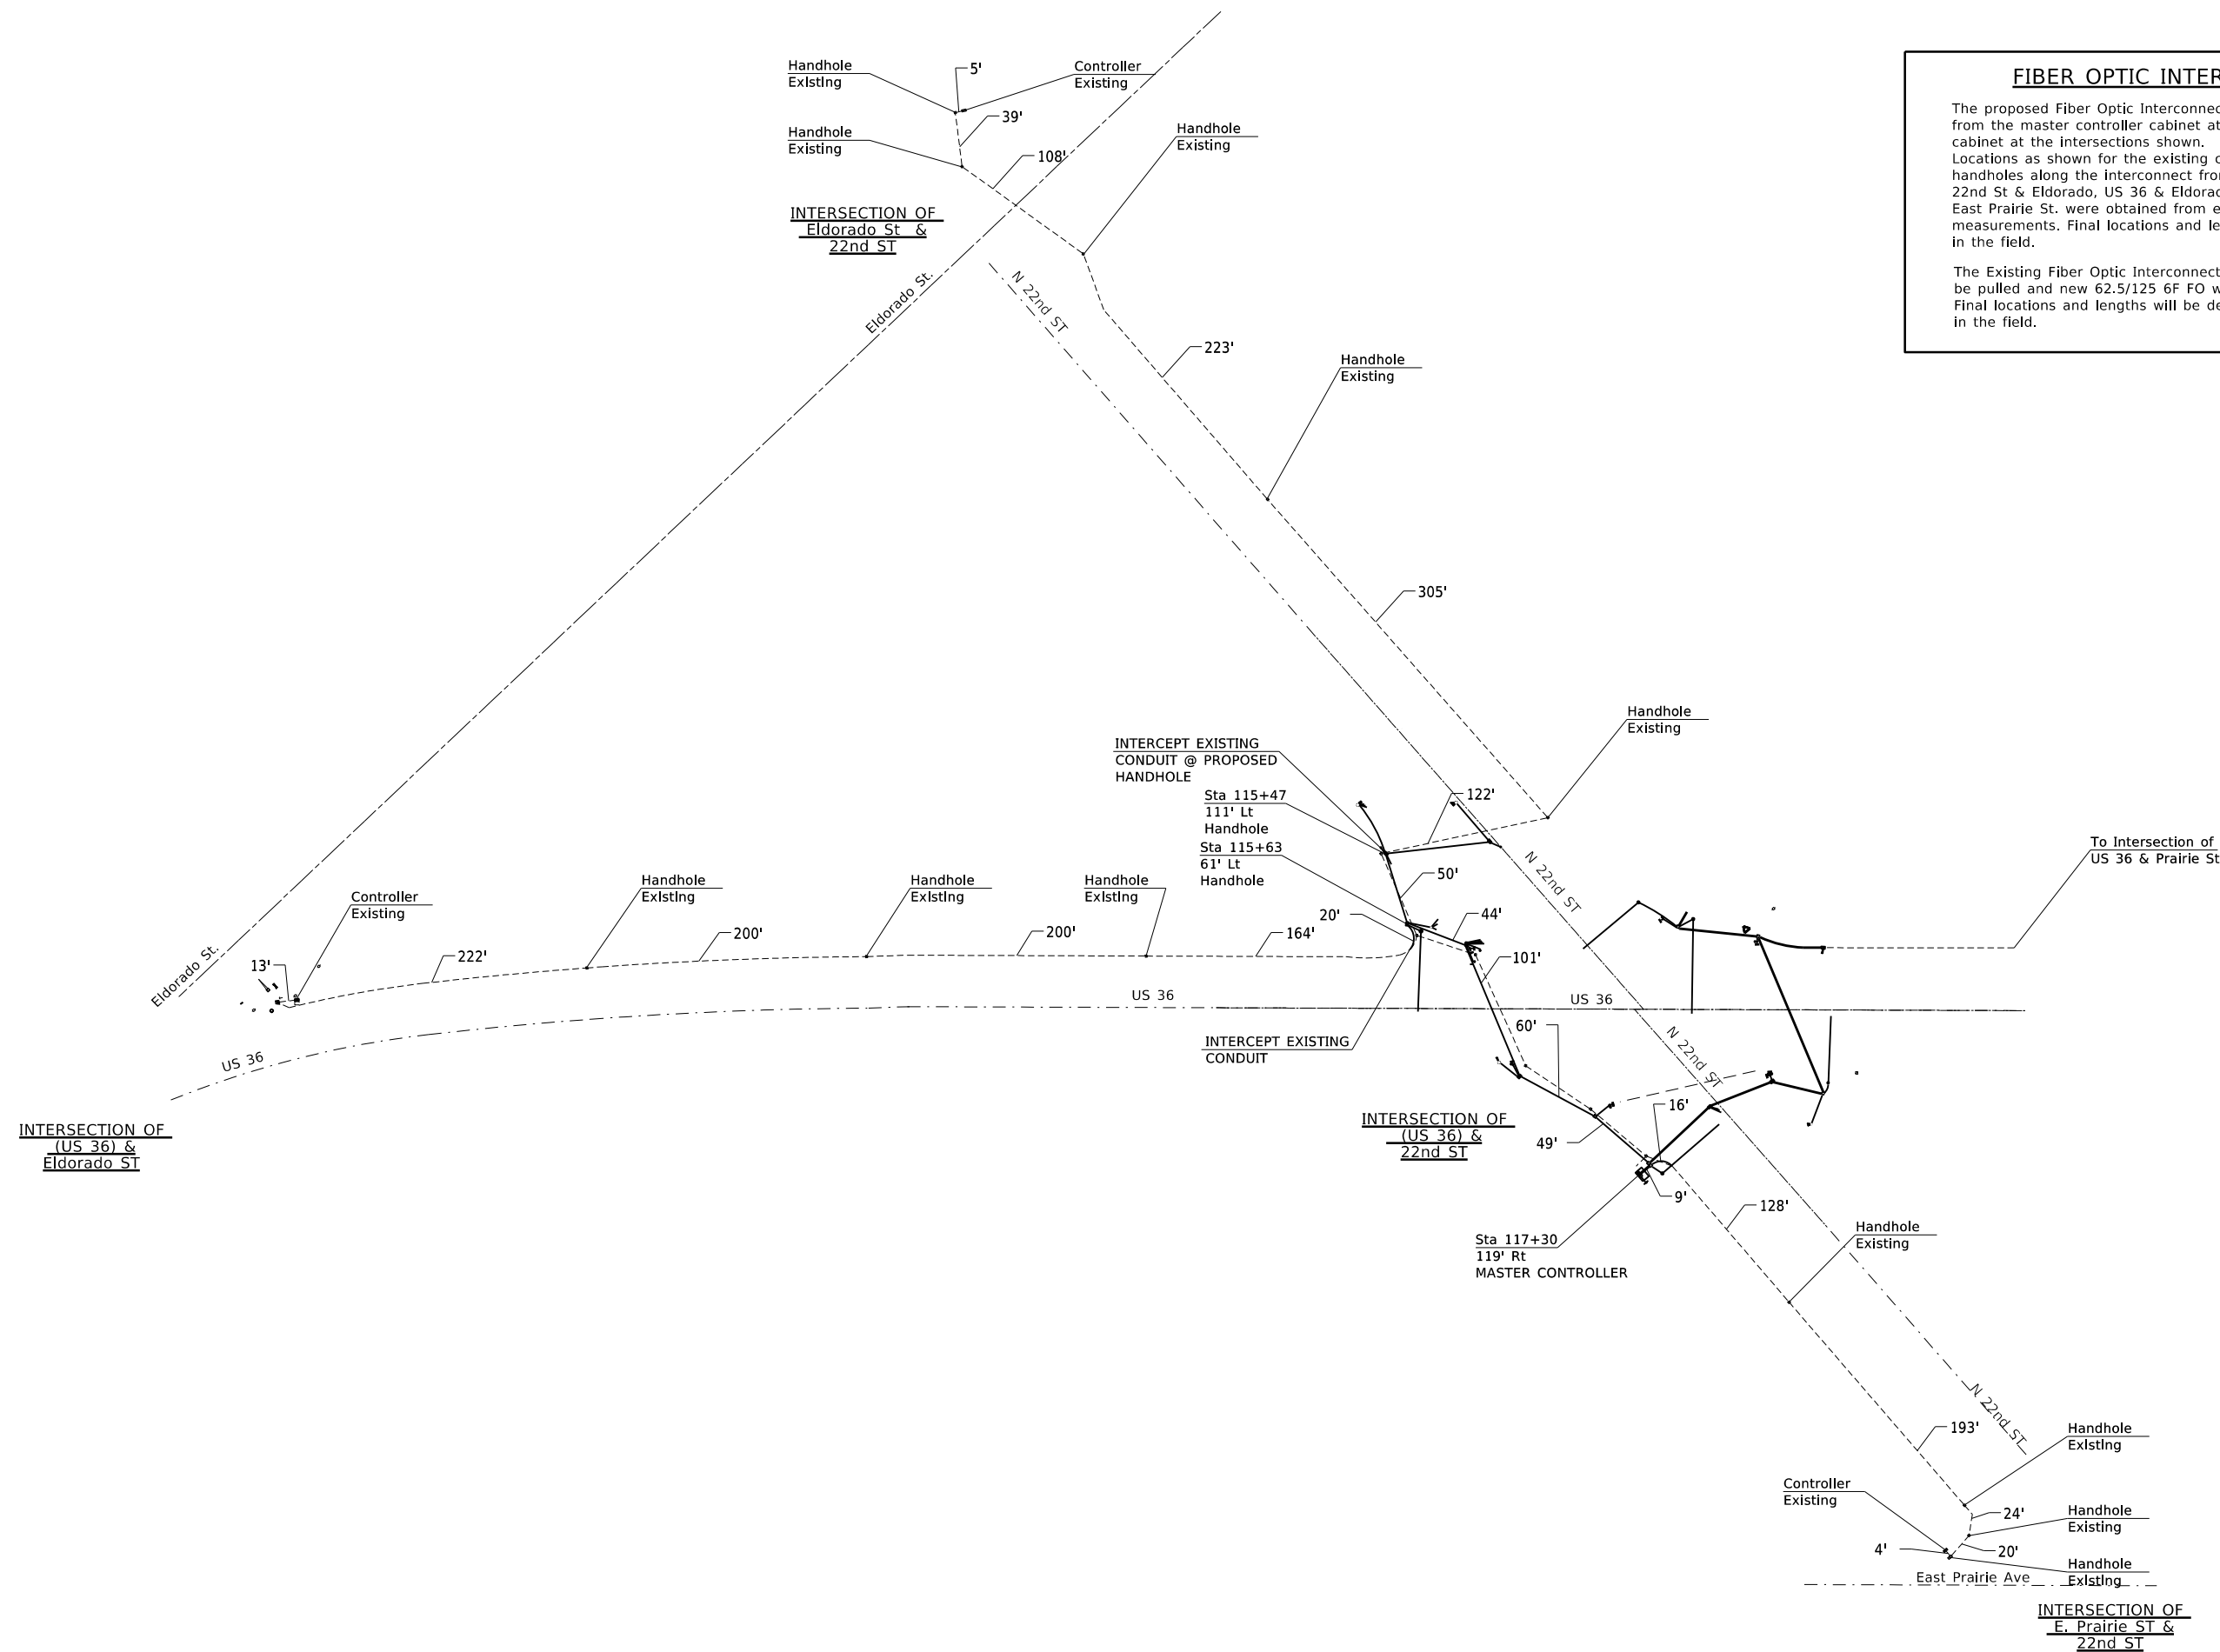 Handhole
Existing
5'
Controller
Existing
39'
Handhole
Existing
108'
Handhole
Existing
INTERSECTION OF
Eldorado St &
22nd ST
Eldorado St.
N 22nd ST
223'
Handhole
Existing
305'
FIBER OPTIC
The proposed Fiber Optic
from the master controller cabinet at
cabinet at the intersections shown.
Locations as shown for the existing
handholes along the interconnect
22nd St & Eldorado, US 36 &
East Prairie St. were obtained from
measurements. Final locations and
in the field.
The Existing Fiber Optic Interconnect
be pulled and new 62.5/125 6F FO
Final locations and lengths will be
in the field.
Handhole
Existing
INTERCEPT EXISTING
CONDUIT @ PROPOSED
HANDHOLE
Sta 115+47
111' Lt
Handhole
Sta 115+63
61' Lt
Handhole
122'
50'
20'
44'
101'
N 22nd ST
To Intersection of
US 36 & Prairie St
Controller
Existing
Handhole
Existing
Handhole
Existing
Handhole
Existing
Eldorado St.
13'
222'
200'
200'
164'
US 36
US 36
US 36
INTERCEPT EXISTING
CONDUIT
60'
N 22nd ST
INTERSECTION OF
(US 36) &
Eldorado ST
INTERSECTION OF
(US 36) &
22nd ST
49'
16'
9'
128'
Sta 117+30
119' Rt
MASTER CONTROLLER
Handhole
Existing
N 22nd ST
193'
Handhole
Existing
Controller
Existing
24'
Handhole
Existing
4'
20'
Handhole
Existing
East Prairie Ave
INTERSECTION OF
E. Prairie ST &
22nd ST